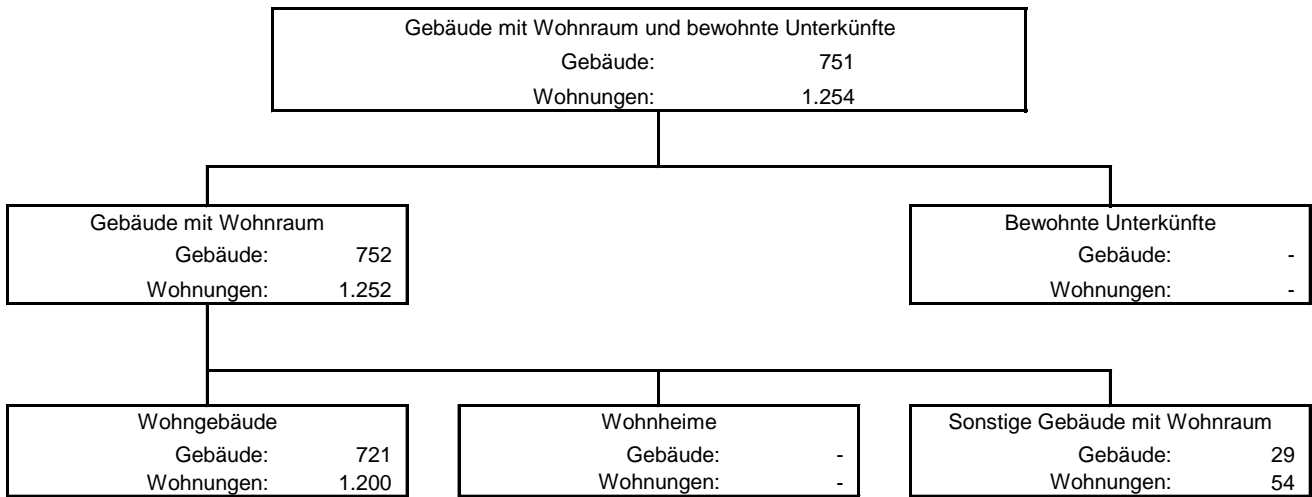 Gebäude mit Wohnraum und bewohnte Unterkünfte
Gebäude: 751
Wohnungen: 1.254
Gebäude mit Wohnraum
Gebäude: 752
Wohnungen: 1.252
Bewohnte Unterkünfte
Gebäude: -
Wohnungen: -
Wohngebäude
Gebäude: 721
Wohnungen: 1.200
Wohnheime
Gebäude: -
Wohnungen: -
Sonstige Gebäude mit Wohnraum
Gebäude: 29
Wohnungen: 54